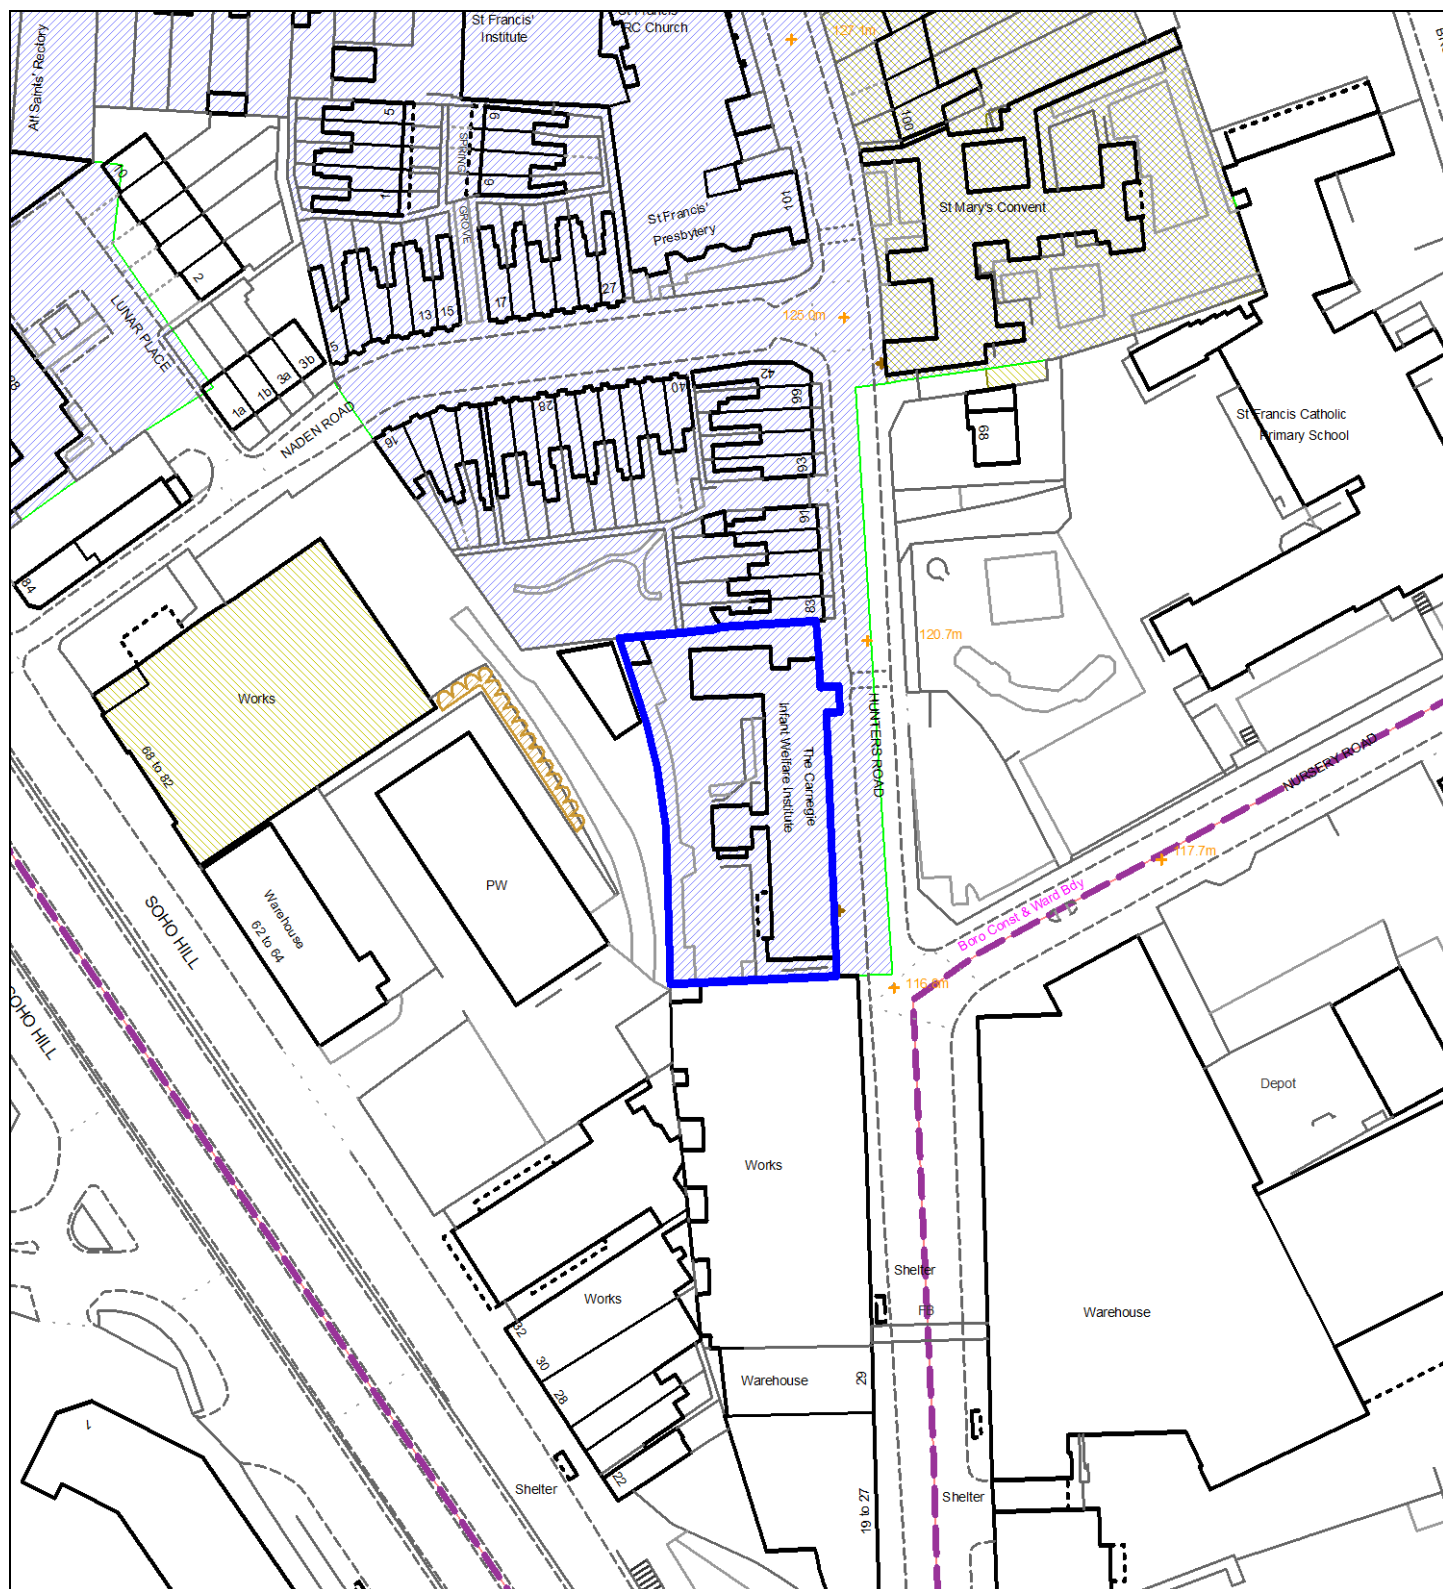 St Francis'
Institute
St Francis'
RC Church
127.1m
All Saints' Rectory
100
5
SPRING
6
9
1
GROVE
70
2
LUNAR PLACE
St Francis'
Presbytery
101
St Mary's Convent
17
27
13
15
5
125.0m
1a
1b
3a
3b
NADEN ROAD
16
28
40
42
99
93
91
83
68
St Francis Catholic
Primary School
84
Works
68 to 82
120.7m
HUNTERS ROAD
The Carnegie
Infant Welfare Institute
NURSERY ROAD
117.7m
Boro Const & Ward Bdy
PW
Warehouse
62 to 64
SOHO HILL
SOHO HILL
116.6m
Depot
Works
Shelter
FB
Warehouse
Works
32
30
28
22
Warehouse
29
1
Shelter
19 to 27
Shelter